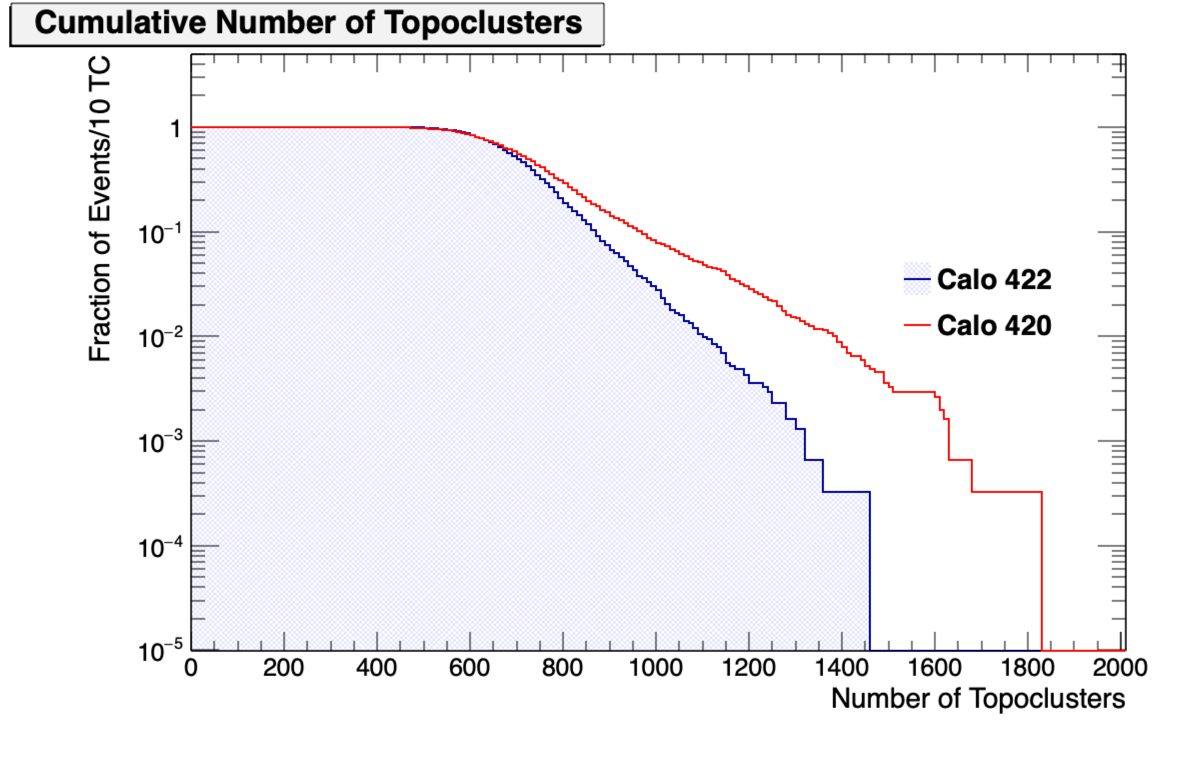 Cumulative Number of Topoclusters
Fraction of Events/10 TC
1
10⁻¹
10⁻²
10⁻³
10⁻⁴
10⁻⁵
Calo 422
Calo 420
0 200 400 600 800 1000 1200 1400 1600 1800 2000
Number of Topoclusters